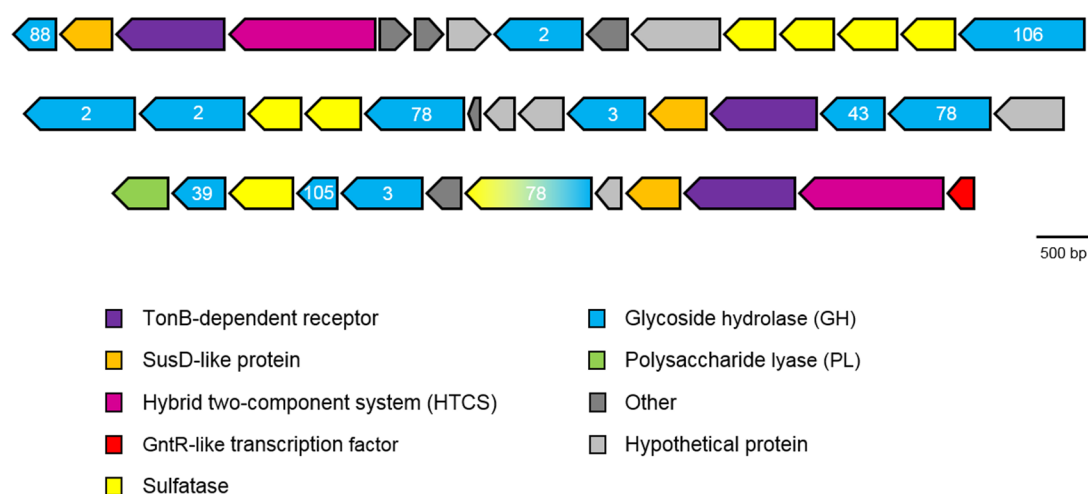 88 2 106
2 2 78 3 43 78
39 105 3 78
500 bp
TonB-dependent receptor
SusD-like protein
Hybrid two-component system (HTCS)
GntR-like transcription factor
Sulfatase
Glycoside hydrolase (GH)
Polysaccharide lyase (PL)
Other
Hypothetical protein